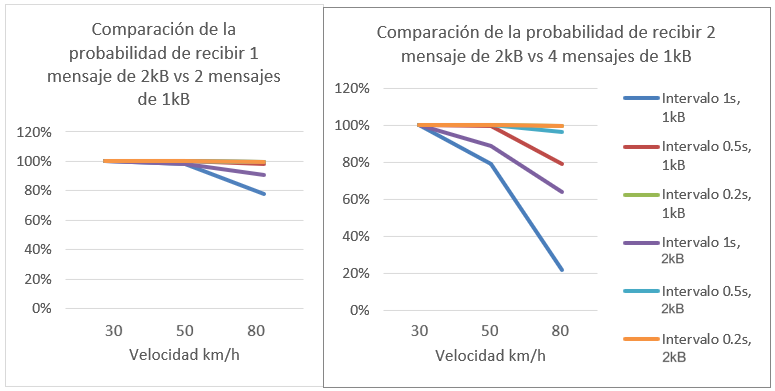 Comparación de la
probabilidad de recibir 1
mensaje de 2kB vs 2 mensajes
de 1kB
120%
100%
80%
60%
40%
20%
0%
30 50 80
Velocidad km/h
Comparación de la probabilidad de recibir 2
mensaje de 2kB vs 4 mensajes de 1kB
120%
100%
80%
60%
40%
20%
0%
30 50 80
Velocidad km/h
Intervalo 1s,
1kB
Intervalo 0.5s,
1kB
Intervalo 0.2s,
1kB
Intervalo 1s,
2kB
Intervalo 0.5s,
2kB
Intervalo 0.2s,
2kB